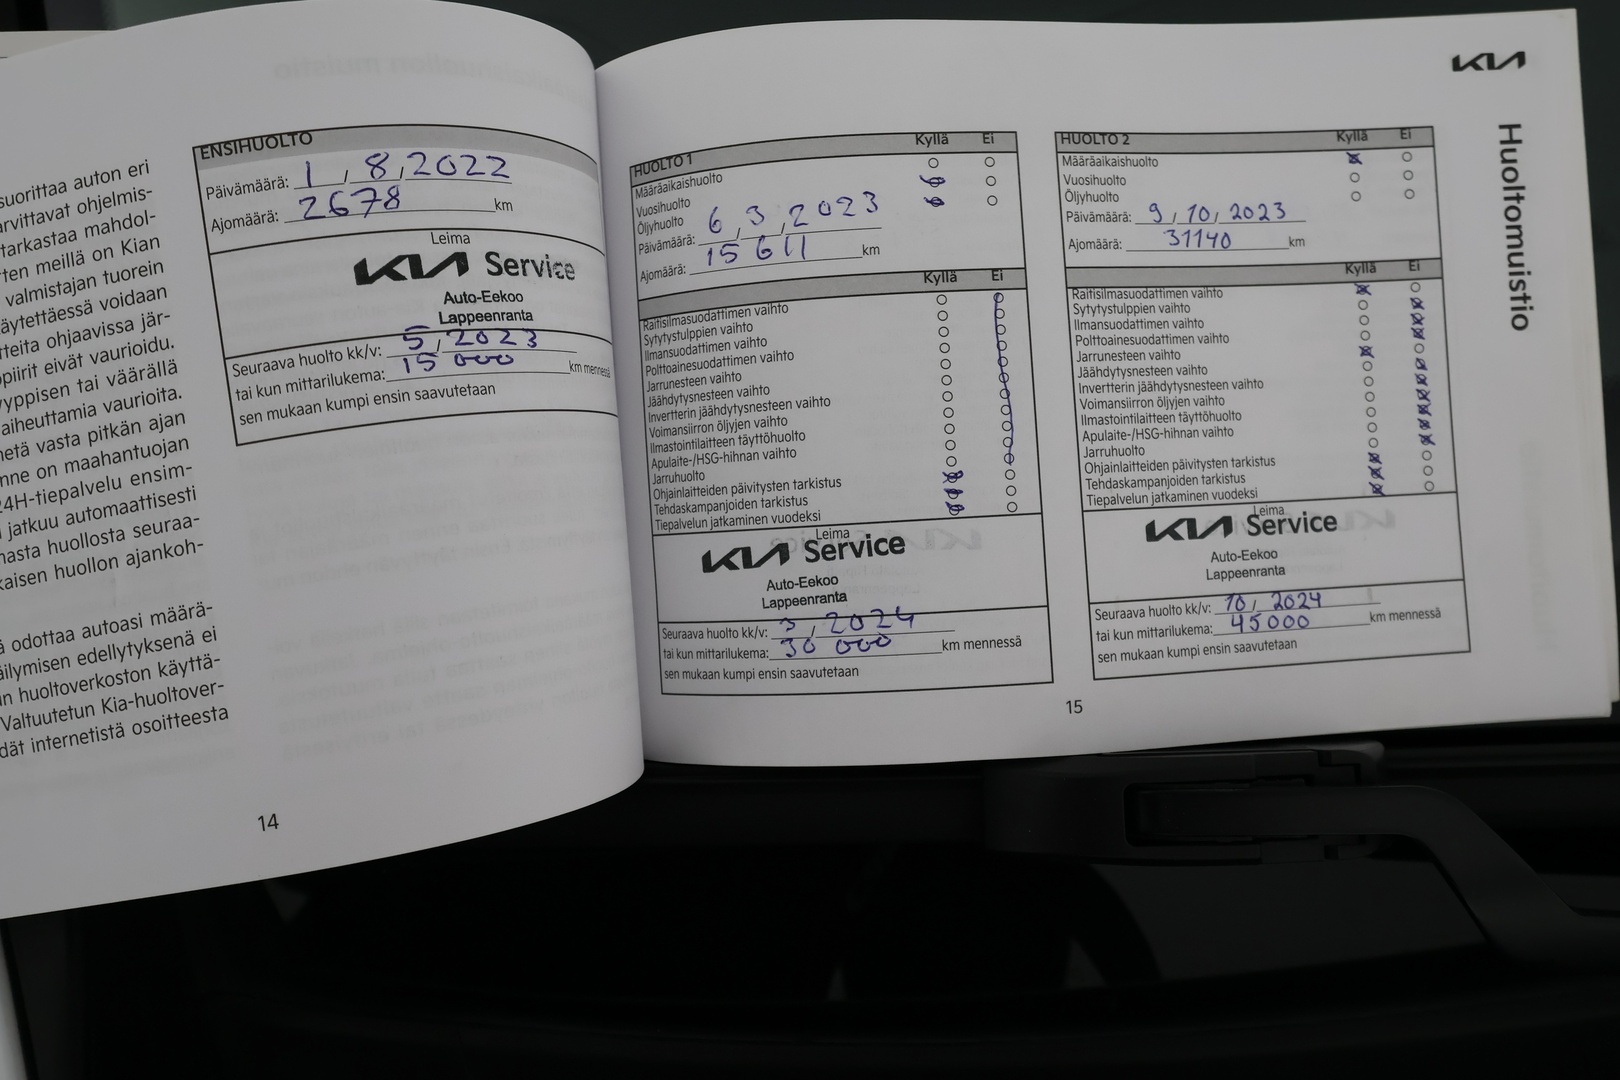 suorittaa auton eri
arvittavat ohjelmis-
tarkastaa mahdol-
ten meillä on Kian
valmistajan tuorein
äytettäessä voidaan
tteita ohjaavissa jär-
piirit eivät vaurioidu.
yyppisen tai väärällä
aiheuttamia vaurioita.
netä vasta pitkän ajan
nne on maahantuojan
24H-tiepalvelu ensim-
jatkuu automaattisesti
masta huollosta seuraa-
kaisen huollon ajankoh-
ä odottaa autoasi määrä-
äilymisen edellytyksenä ei
n huoltoverkoston käyttä-
Valtuutetun Kia-huoltover-
dät internetistä osoitteesta
ENSIHUOLTO
Päivämäärä: 1, 8, 2022
Ajomäärä: 2678 km
Leima
KIA Service
Auto-Eekoo
Lappeenranta
Seuraava huolto kk/v: 5, 2023
tai kun mittarilukema: 15 000 km mennessä
sen mukaan kumpi ensin saavutetaan
14
HUOLTO 1 Kyllä Ei
Määräaikaishuolto
Vuosihuolto
Öljyhuolto
Päivämäärä: 6, 3, 2023
Ajomäärä: 15 611 km
Kyllä Ei
Raitisilmasuodattimen vaihto
Sytytystulppien vaihto
Ilmansuodattimen vaihto
Polttoainesuodattimen vaihto
Jarrunesteen vaihto
Jäähdytysnesteen vaihto
Invertterin jäähdytysnesteen vaihto
Voimansiirron öljyjen vaihto
Ilmastointilaitteen täyttöhuolto
Apulaite-/HSG-hihnan vaihto
Jarruhuolto
Ohjainlaitteiden päivitysten tarkistus
Tehdaskampanjoiden tarkistus
Tiepalvelun jatkaminen vuodeksi
Leima
KIA Service
Auto-Eekoo
Lappeenranta
Seuraava huolto kk/v: 3, 2024
tai kun mittarilukema: 30 000 km mennessä
sen mukaan kumpi ensin saavutetaan
15
HUOLTO 2 Kyllä Ei
Määräaikaishuolto
Vuosihuolto
Öljyhuolto
Päivämäärä: 9, 10, 2023
Ajomäärä: 31140 km
Kyllä Ei
Raitisilmasuodattimen vaihto
Sytytystulppien vaihto
Ilmansuodattimen vaihto
Polttoainesuodattimen vaihto
Jarrunesteen vaihto
Jäähdytysnesteen vaihto
Invertterin jäähdytysnesteen vaihto
Voimansiirron öljyjen vaihto
Ilmastointilaitteen täyttöhuolto
Apulaite-/HSG-hihnan vaihto
Jarruhuolto
Ohjainlaitteiden päivitysten tarkistus
Tehdaskampanjoiden tarkistus
Tiepalvelun jatkaminen vuodeksi
Leima
KIA Service
Auto-Eekoo
Lappeenranta
Seuraava huolto kk/v: 10, 2024
tai kun mittarilukema: 45000 km mennessä
sen mukaan kumpi ensin saavutetaan
KIA
Huoltomuistio